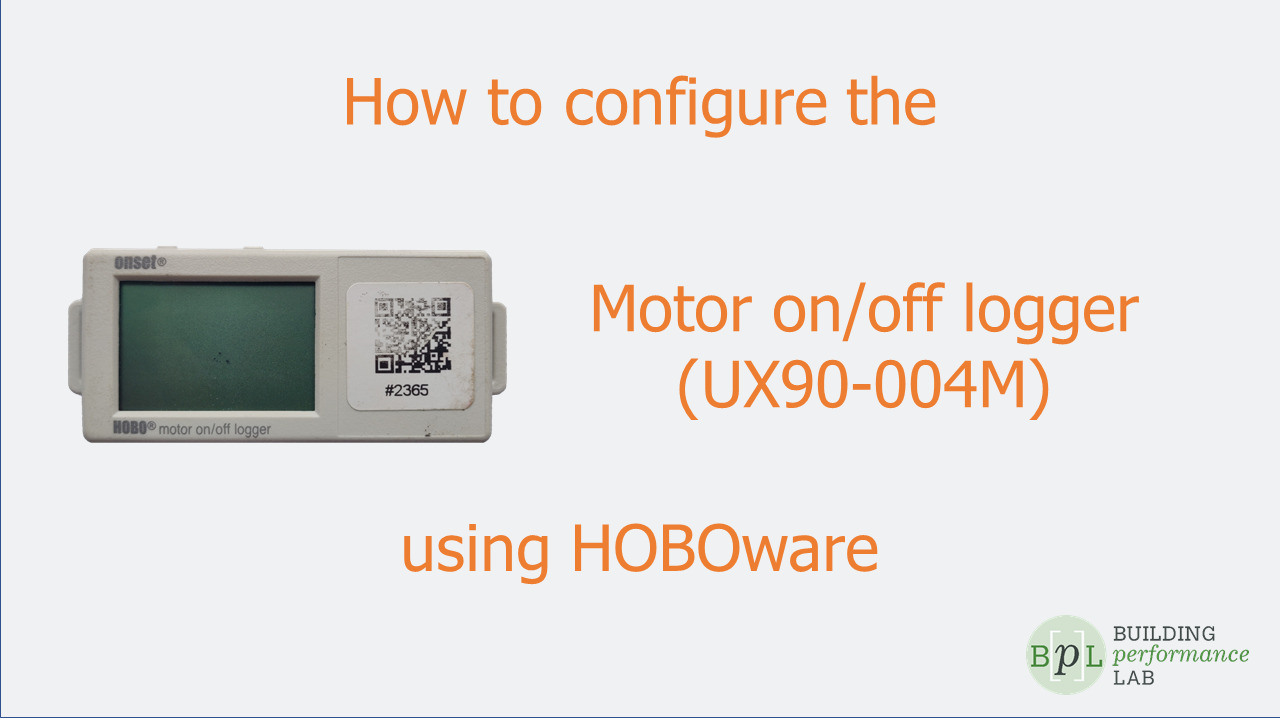 How to configure the
onset®
#2365
HOBO® motor on/off logger
Motor on/off logger
(UX90-004M)
using HOBOware
B[p]L
BUILDING
performance
LAB